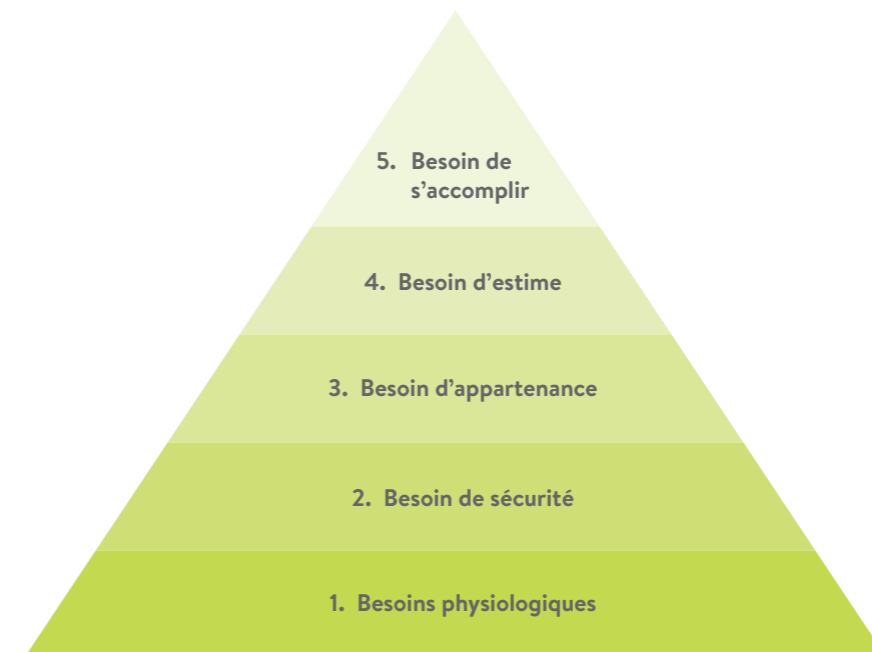 5. Besoin de
s’accomplir
4. Besoin d’estime
3. Besoin d’appartenance
2. Besoin de sécurité
1. Besoins physiologiques